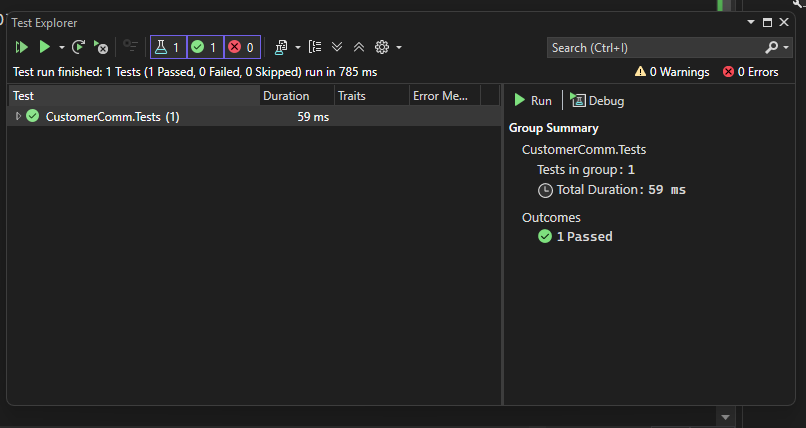 Test Explorer
1 1 0
Search (Ctrl+I)
Test run finished: 1 Tests (1 Passed, 0 Failed, 0 Skipped) run in 785 ms
0 Warnings 0 Errors
Test Duration Traits Error Me...
CustomerComm.Tests (1) 59 ms
Run Debug
Group Summary
CustomerComm.Tests
Tests in group: 1
Total Duration: 59 ms
Outcomes
1 Passed